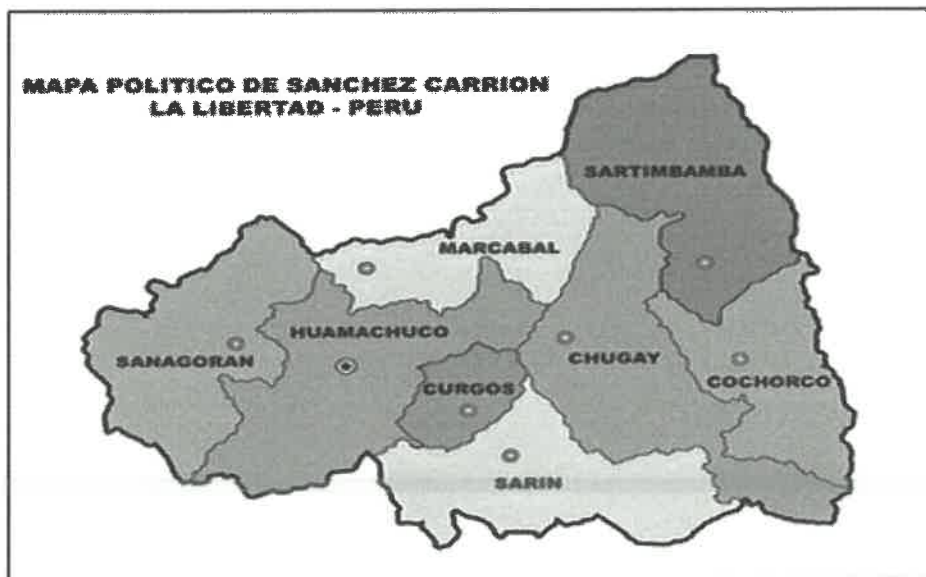 MAPA POLITICO DE SANCHEZ CARRION
LA LIBERTAD - PERU
SARTIMBAMBA
MARCABAL
HUAMACHUCO
SANAGORAN
CHUGAY
CURGOS
COCHORCO
SARIN